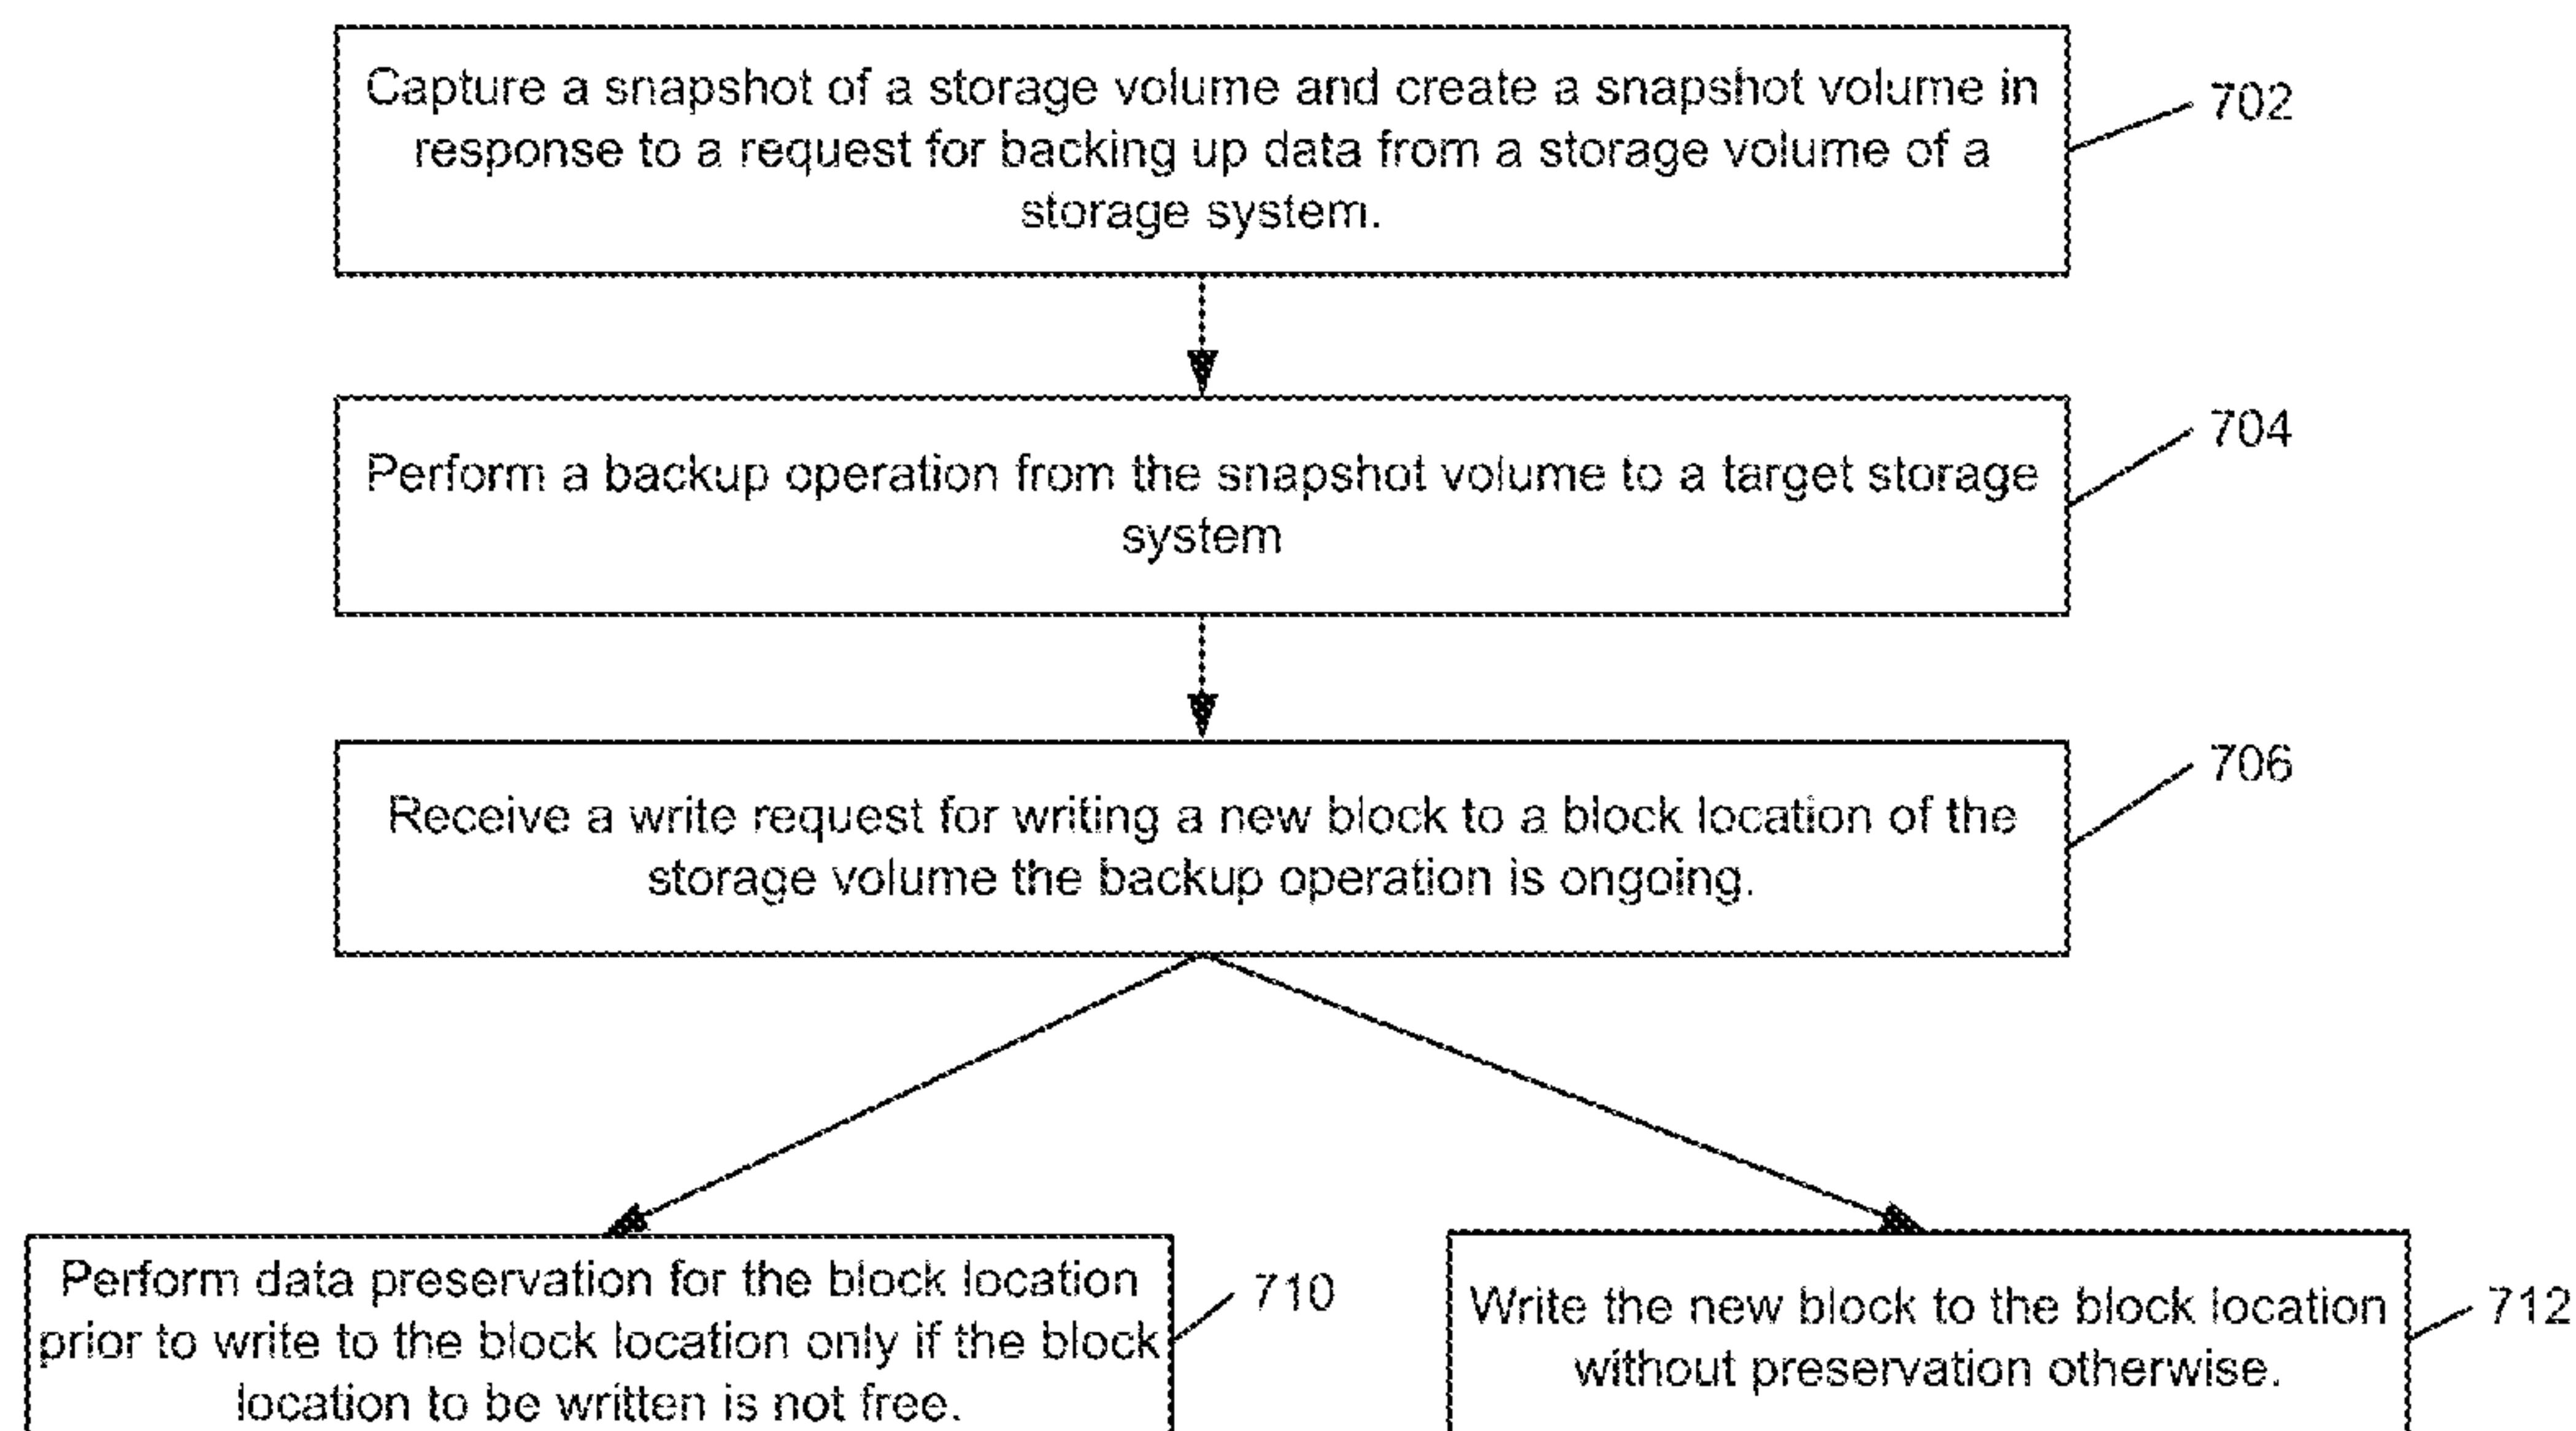 Capture a snapshot of a storage volume and create a snapshot volume in
response to a request for backing up data from a storage volume of a
storage system.
702
Perform a backup operation from the snapshot volume to a target storage
system
704
Receive a write request for writing a new block to a block location of the
storage volume the backup operation is ongoing.
706
Perform data preservation for the block location
prior to write to the block location only if the block
location to be written is not free.
710
Write the new block to the block location
without preservation otherwise.
712